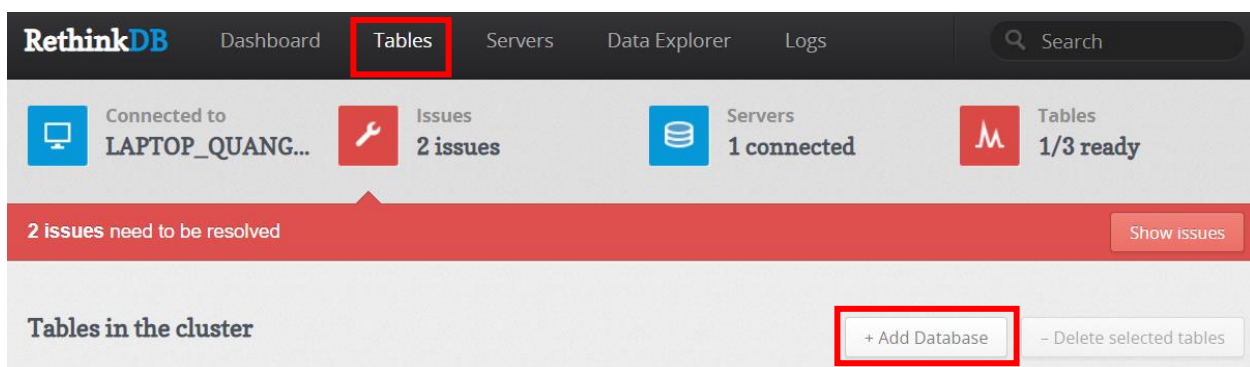 RethinkDB Dashboard Tables Servers Data Explorer Logs Search
Connected to Issues Servers Tables
LAPTOP_QUANG... 2 issues 1 connected 1/3 ready
2 issues need to be resolved Show issues
Tables in the cluster + Add Database – Delete selected tables